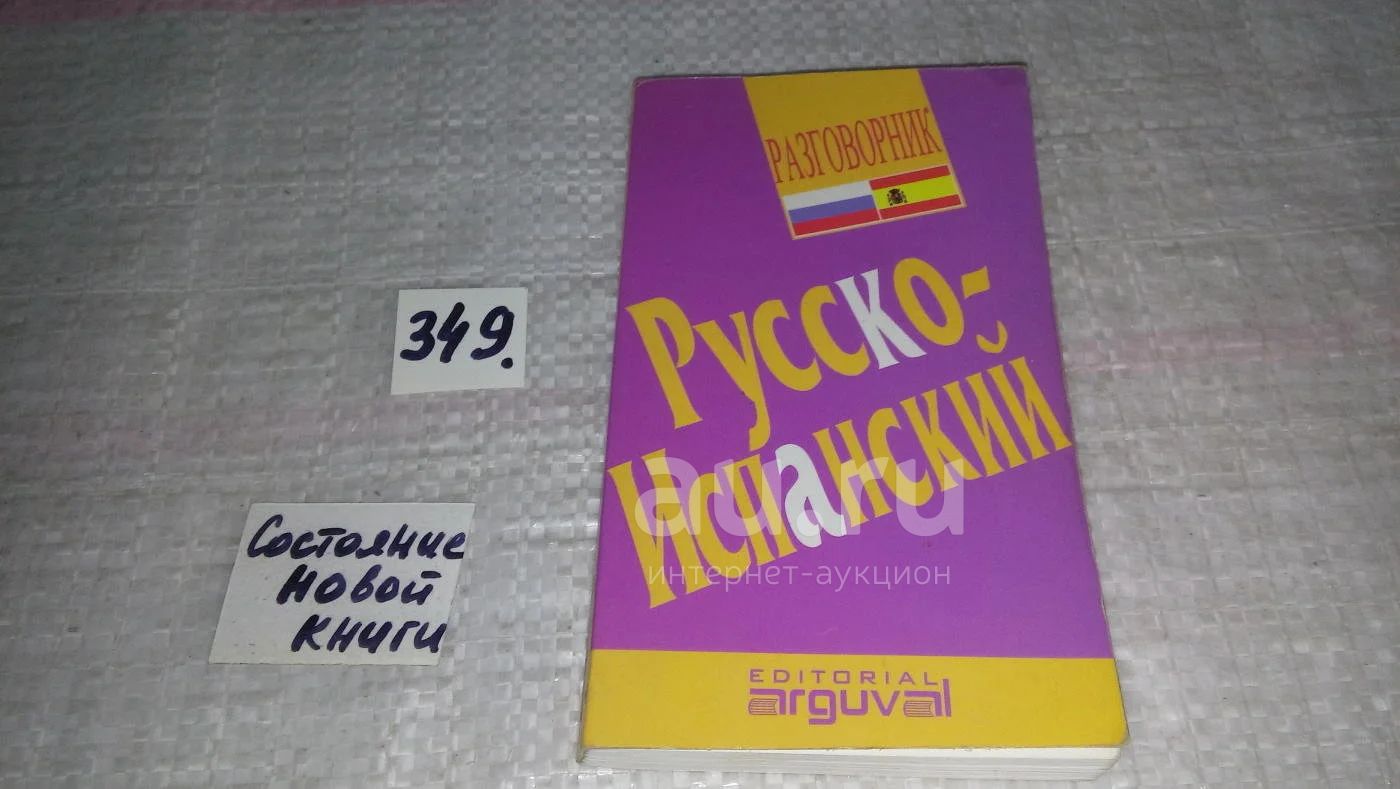 РАЗГОВОРНИК
Русско-
Испанский
EDITORIAL
arguval
349.
Состояние
новой
книги
au.ru
интернет-аукцион